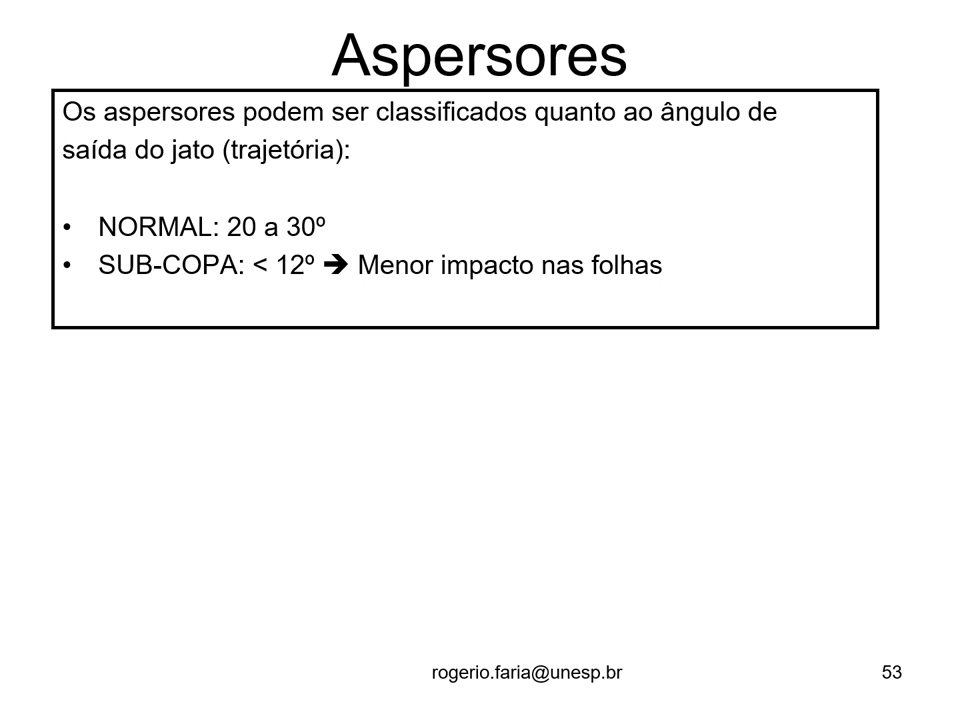 Aspersores
Os aspersores podem ser classificados quanto ao ângulo de
saída do jato (trajetória):
• NORMAL: 20 a 30º
• SUB-COPA: < 12º 🡺 Menor impacto nas folhas
rogerio.faria@unesp.br
53